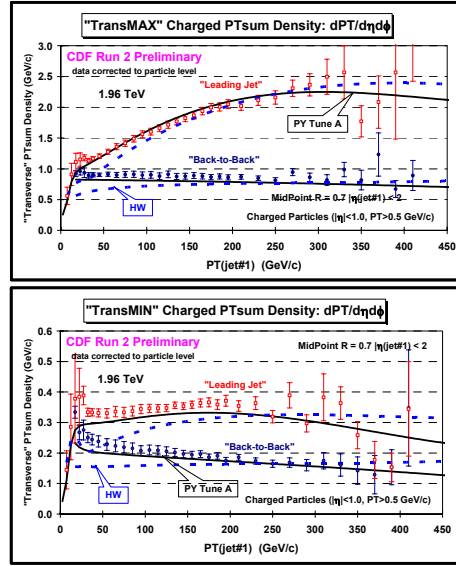 "TransMAX" Charged PTsum Density: dPT/dηdφ
CDF Run 2 Preliminary
data corrected to particle level
1.96 TeV
"Leading Jet"
PY Tune A
"Back-to-Back"
HW
MidPoint R = 0.7 |η(jet#1)| < 2
Charged Particles (|η|<1.0, PT>0.5 GeV/c)
"Transverse" PTsum Density (GeV/c)
3.0
2.5
2.0
1.5
1.0
0.5
0.0
0 50 100 150 200 250 300 350 400 450
PT(jet#1) (GeV/c)
"TransMIN" Charged PTsum Density: dPT/dηdφ
CDF Run 2 Preliminary
data corrected to particle level
MidPoint R = 0.7 |η(jet#1) < 2
1.96 TeV
"Leading Jet"
"Back-to-Back"
HW
PY Tune A
Charged Particles (|η|<1.0, PT>0.5 GeV/c)
"Transverse" PTsum Density (GeV/c)
0.6
0.5
0.4
0.3
0.2
0.1
0.0
0 50 100 150 200 250 300 350 400 450
PT(jet#1) (GeV/c)